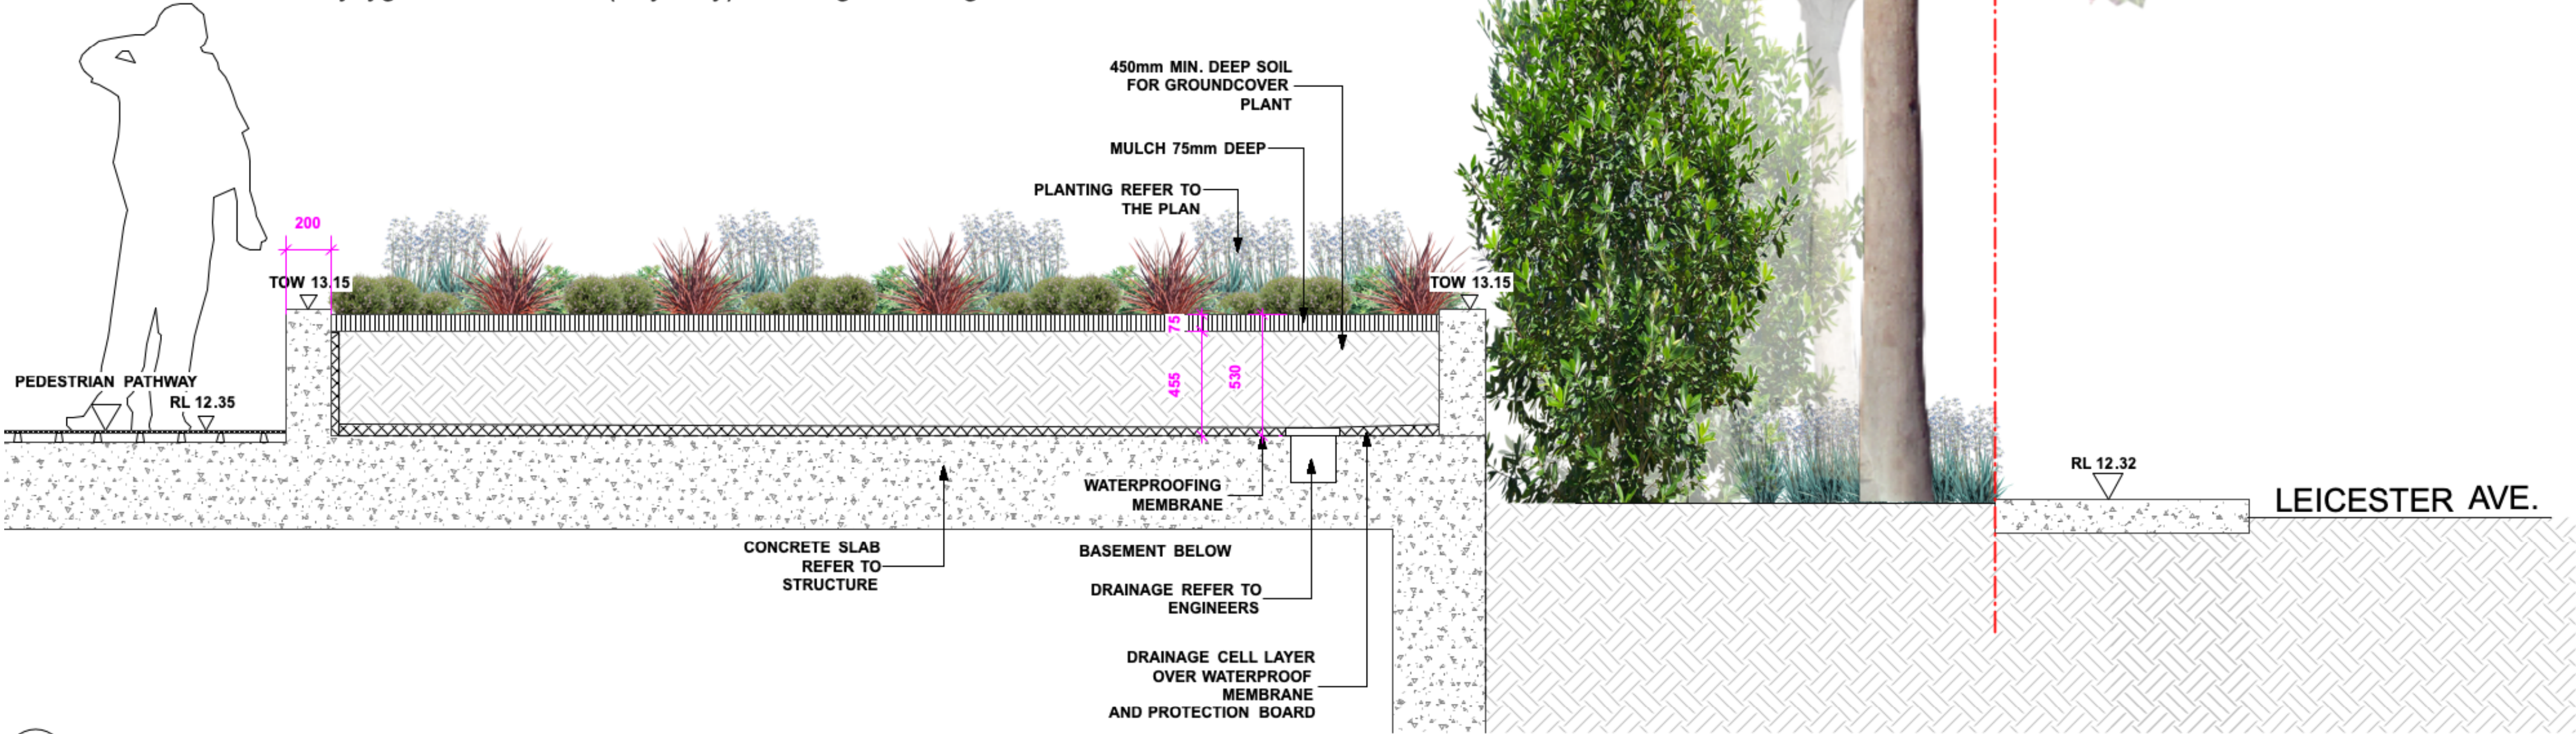 450mm MIN. DEEP SOIL
FOR GROUNDCOVER
PLANT
MULCH 75mm DEEP
PLANTING REFER TO
THE PLAN
200
TOW 13.15
TOW 13.15
75
455
530
PEDESTRIAN PATHWAY
RL 12.35
RL 12.32
LEICESTER AVE.
WATERPROOFING
MEMBRANE
CONCRETE SLAB
REFER TO
STRUCTURE
BASEMENT BELOW
DRAINAGE REFER TO
ENGINEERS
DRAINAGE CELL LAYER
OVER WATERPROOF
MEMBRANE
AND PROTECTION BOARD